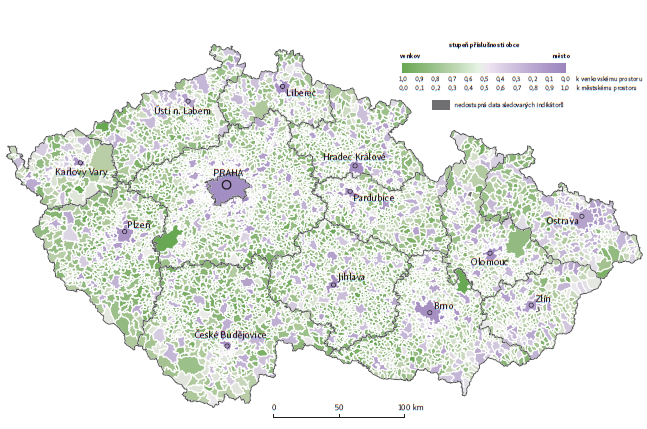 stupeň příslušnosti obce
venkov město
1,0 0,9 0,8 0,7 0,6 0,5 0,4 0,3 0,2 0,1 0,0 k venkovskému prostoru
0,0 0,1 0,2 0,3 0,4 0,5 0,6 0,7 0,8 0,9 1,0 k městskému prostoru
nedostupná data sledovaných indikátorů
Liberec
Ústí n. Labem
Hradec Králové
Karlovy Vary
PRAHA
Pardubice
Plzeň
Ostrava
Olomouc
Jihlava
Zlín
Brno
České Budějovice
0 50 100 km